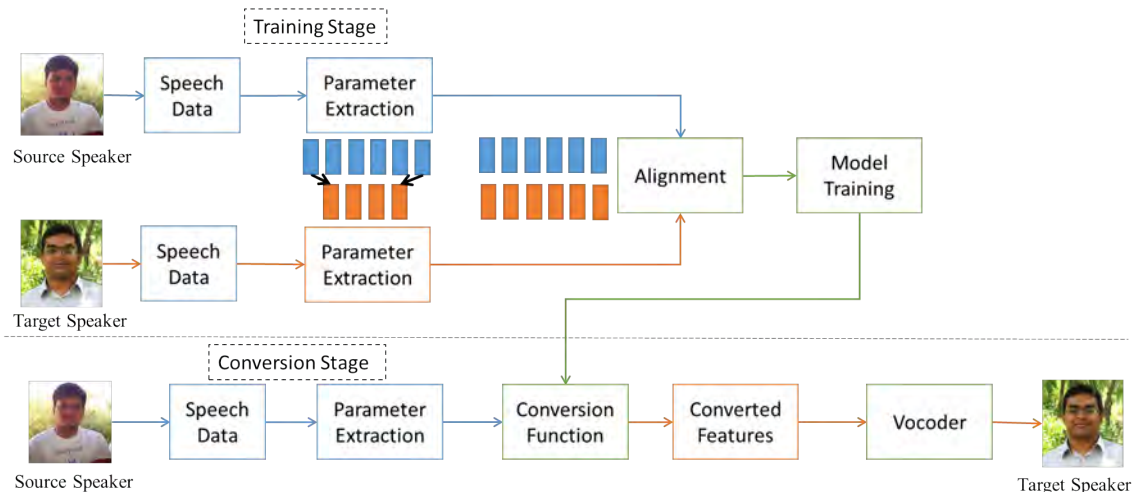 Training Stage
Speech
Data
Parameter
Extraction
Source Speaker
Alignment
Model
Training
Speech
Data
Parameter
Extraction
Target Speaker
Conversion Stage
Speech
Data
Parameter
Extraction
Conversion
Function
Converted
Features
Vocoder
Source Speaker
Target Speaker